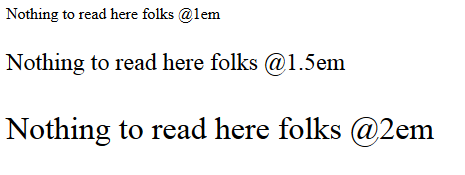 Nothing to read here folks @1em
Nothing to read here folks @1.5em
Nothing to read here folks @2em